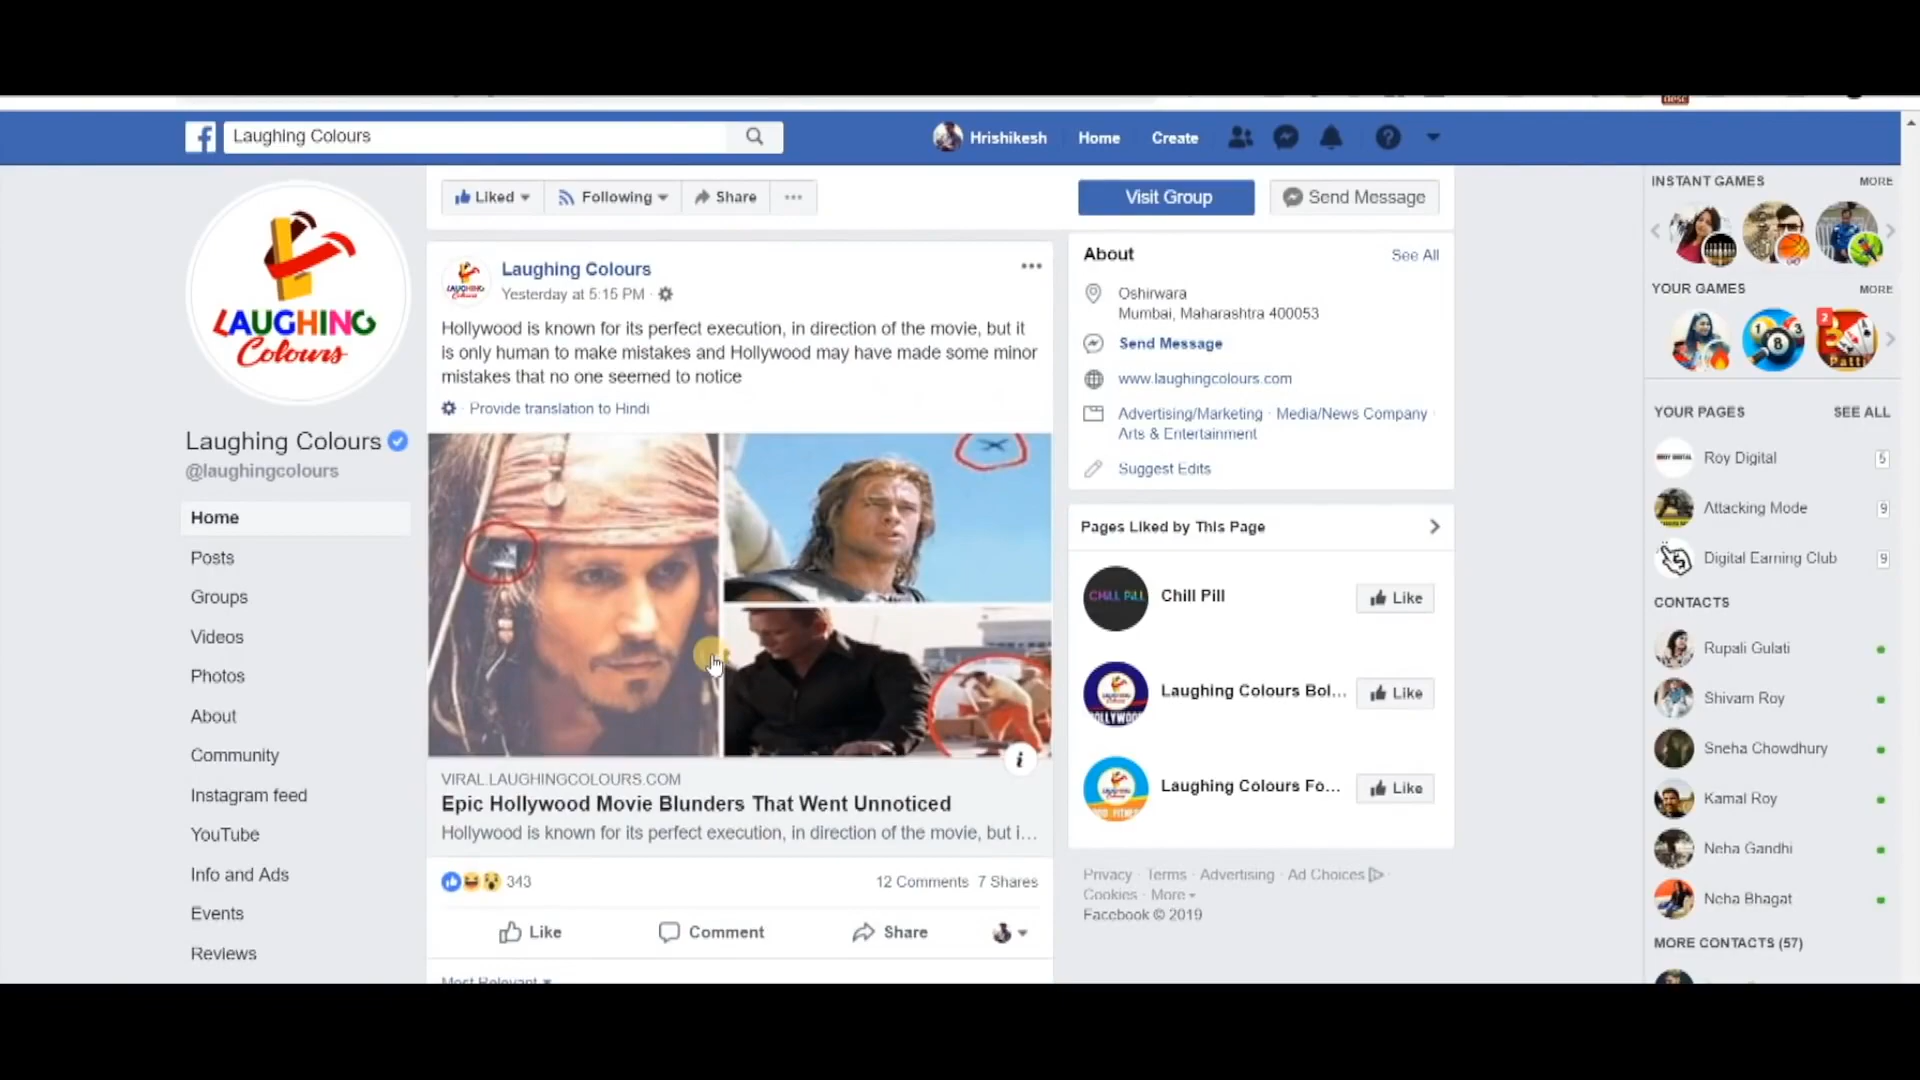 Laughing Colours
Hrishikesh
Home
Create
Liked
Following
Share
Visit Group
Send Message
LAUGHING
Colours
Laughing Colours
@laughingcolours
Home
Posts
Groups
Videos
Photos
About
Community
Instagram feed
YouTube
Info and Ads
Events
Reviews
Laughing Colours
Yesterday at 5:15 PM ·
Hollywood is known for its perfect execution, in direction of the movie, but it
is only human to make mistakes and Hollywood may have made some minor
mistakes that no one seemed to notice
Provide translation to Hindi
VIRAL.LAUGHINGCOLOURS.COM
Epic Hollywood Movie Blunders That Went Unnoticed
Hollywood is known for its perfect execution, in direction of the movie, but i…
343
12 Comments 7 Shares
Like
Comment
Share
Most Relevant
About
See All
Oshirwara
Mumbai, Maharashtra 400053
Send Message
www.laughingcolours.com
Advertising/Marketing · Media/News Company ·
Arts & Entertainment
Suggest Edits
Pages Liked by This Page
CHILL PILL
Chill Pill
Like
Laughing Colours Bol...
Like
Laughing Colours Fo...
Like
Privacy · Terms · Advertising · Ad Choices ·
Cookies · More
Facebook © 2019
INSTANT GAMES
MORE
YOUR GAMES
MORE
2
Patti
YOUR PAGES
SEE ALL
Roy Digital
5
Attacking Mode
9
Digital Earning Club
9
CONTACTS
Rupali Gulati
Shivam Roy
Sneha Chowdhury
Kamal Roy
Neha Gandhi
Neha Bhagat
MORE CONTACTS (57)